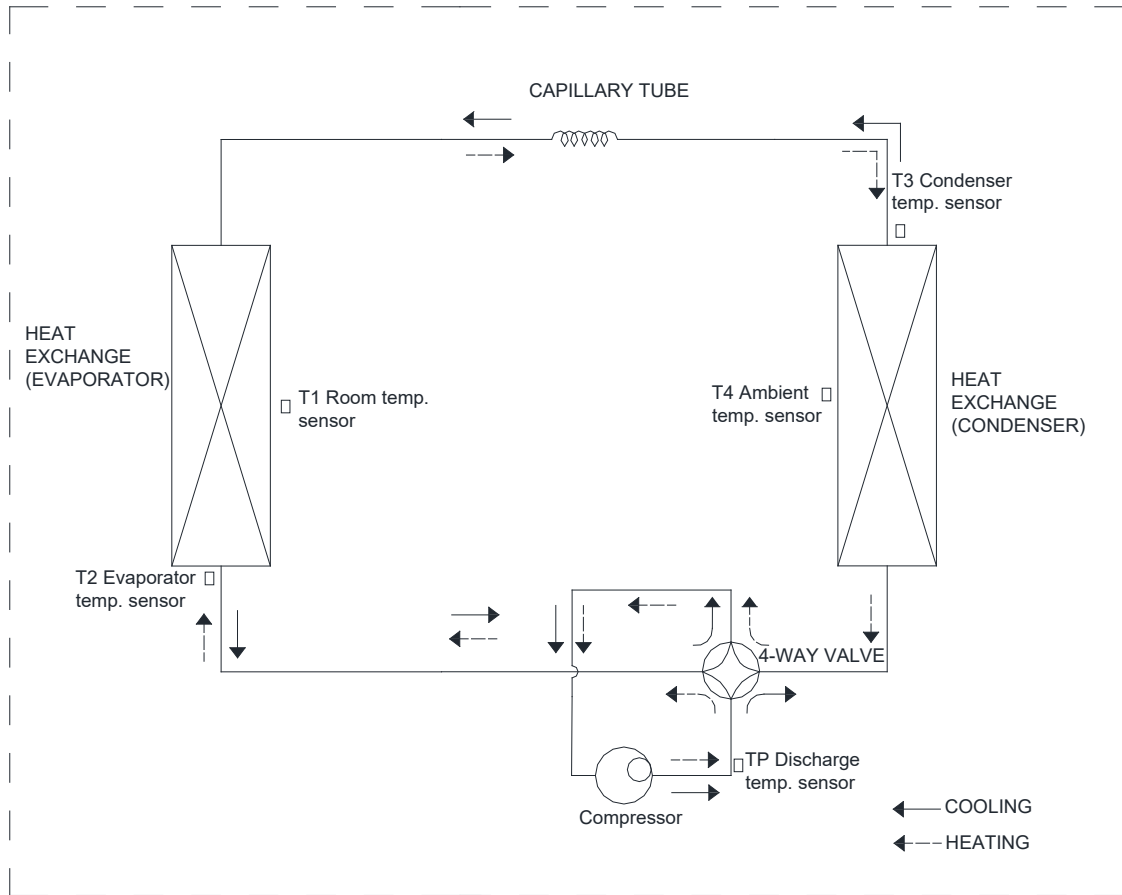 CAPILLARY TUBE
T3 Condenser
temp. sensor
HEAT
EXCHANGE
(EVAPORATOR)
T1 Room temp.
sensor
T4 Ambient
temp. sensor
HEAT
EXCHANGE
(CONDENSER)
T2 Evaporator
temp. sensor
4-WAY VALVE
TP Discharge
temp. sensor
Compressor
COOLING
HEATING